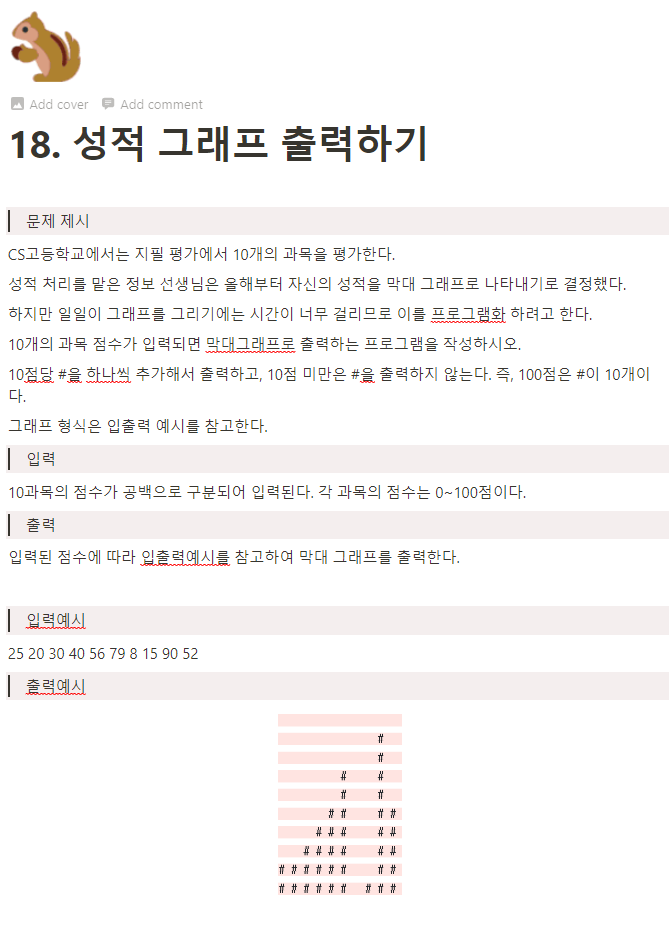 Add cover Add comment
18. 성적 그래프 출력하기
문제 제시
CS고등학교에서는 지필 평가에서 10개의 과목을 평가한다.
성적 처리를 맡은 정보 선생님은 올해부터 자신의 성적을 막대 그래프로 나타내기로 결정했다.
하지만 일일이 그래프를 그리기에는 시간이 너무 걸리므로 이를 프로그램화 하려고 한다.
10개의 과목 점수가 입력되면 막대그래프로 출력하는 프로그램을 작성하시오.
10점당 #을 하나씩 추가해서 출력하고, 10점 미만은 #을 출력하지 않는다. 즉, 100점은 #이 10개이
다.
그래프 형식은 입출력 예시를 참고한다.
입력
10과목의 점수가 공백으로 구분되어 입력된다. 각 과목의 점수는 0~100점이다.
출력
입력된 점수에 따라 입출력예시를 참고하여 막대 그래프를 출력한다.
입력예시
25 20 30 40 56 79 8 15 90 52
출력예시
                #
                #
          #     #
          #     #
        # #     # #
      # # #     # #
    # # # #     # #
# # # # # #     # #
# # # # # #   # # #